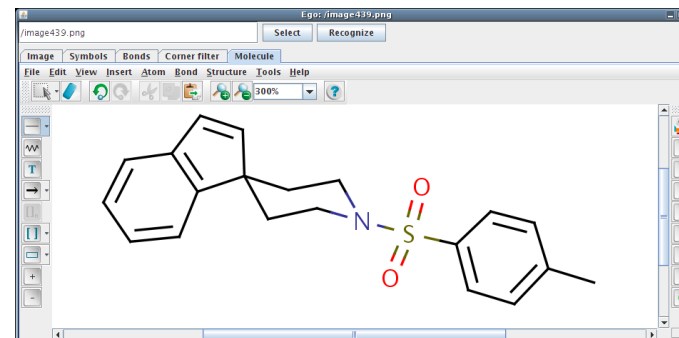 Ego: /image439.png
/image439.png Select Recognize
Image Symbols Bonds Corner filter Molecule
File Edit View Insert Atom Bond Structure Tools Help
300%
T
O
N S
O